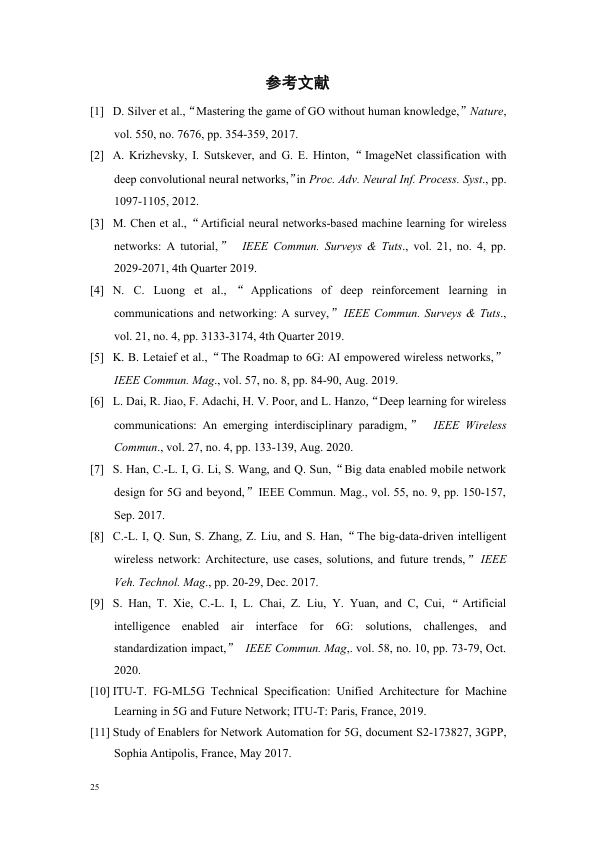 参考文献
[1] D. Silver et al.,“Mastering the game of GO without human knowledge,”Nature,
vol. 550, no. 7676, pp. 354-359, 2017.
[2] A. Krizhevsky, I. Sutskever, and G. E. Hinton, “ImageNet classification with
deep convolutional neural networks,”in Proc. Adv. Neural Inf. Process. Syst., pp.
1097-1105, 2012.
[3] M. Chen et al., “Artificial neural networks-based machine learning for wireless
networks: A tutorial,” IEEE Commun. Surveys & Tuts., vol. 21, no. 4, pp.
2029-2071, 4th Quarter 2019.
[4] N. C. Luong et al., “ Applications of deep reinforcement learning in
communications and networking: A survey,”IEEE Commun. Surveys & Tuts.,
vol. 21, no. 4, pp. 3133-3174, 4th Quarter 2019.
[5] K. B. Letaief et al., “The Roadmap to 6G: AI empowered wireless networks,”
IEEE Commun. Mag., vol. 57, no. 8, pp. 84-90, Aug. 2019.
[6] L. Dai, R. Jiao, F. Adachi, H. V. Poor, and L. Hanzo,“Deep learning for wireless
communications: An emerging interdisciplinary paradigm,” IEEE Wireless
Commun., vol. 27, no. 4, pp. 133-139, Aug. 2020.
[7] S. Han, C.-L. I, G. Li, S. Wang, and Q. Sun, “Big data enabled mobile network
design for 5G and beyond,”IEEE Commun. Mag., vol. 55, no. 9, pp. 150-157,
Sep. 2017.
[8] C.-L. I, Q. Sun, S. Zhang, Z. Liu, and S. Han, “The big-data-driven intelligent
wireless network: Architecture, use cases, solutions, and future trends,”IEEE
Veh. Technol. Mag., pp. 20-29, Dec. 2017.
[9] S. Han, T. Xie, C.-L. I, L. Chai, Z. Liu, Y. Yuan, and C, Cui, “Artificial
intelligence enabled air interface for 6G: solutions, challenges, and
standardization impact,” IEEE Commun. Mag,. vol. 58, no. 10, pp. 73-79, Oct.
2020.
[10] ITU-T. FG-ML5G Technical Specification: Unified Architecture for Machine
Learning in 5G and Future Network; ITU-T: Paris, France, 2019.
[11] Study of Enablers for Network Automation for 5G, document S2-173827, 3GPP,
Sophia Antipolis, France, May 2017.
25